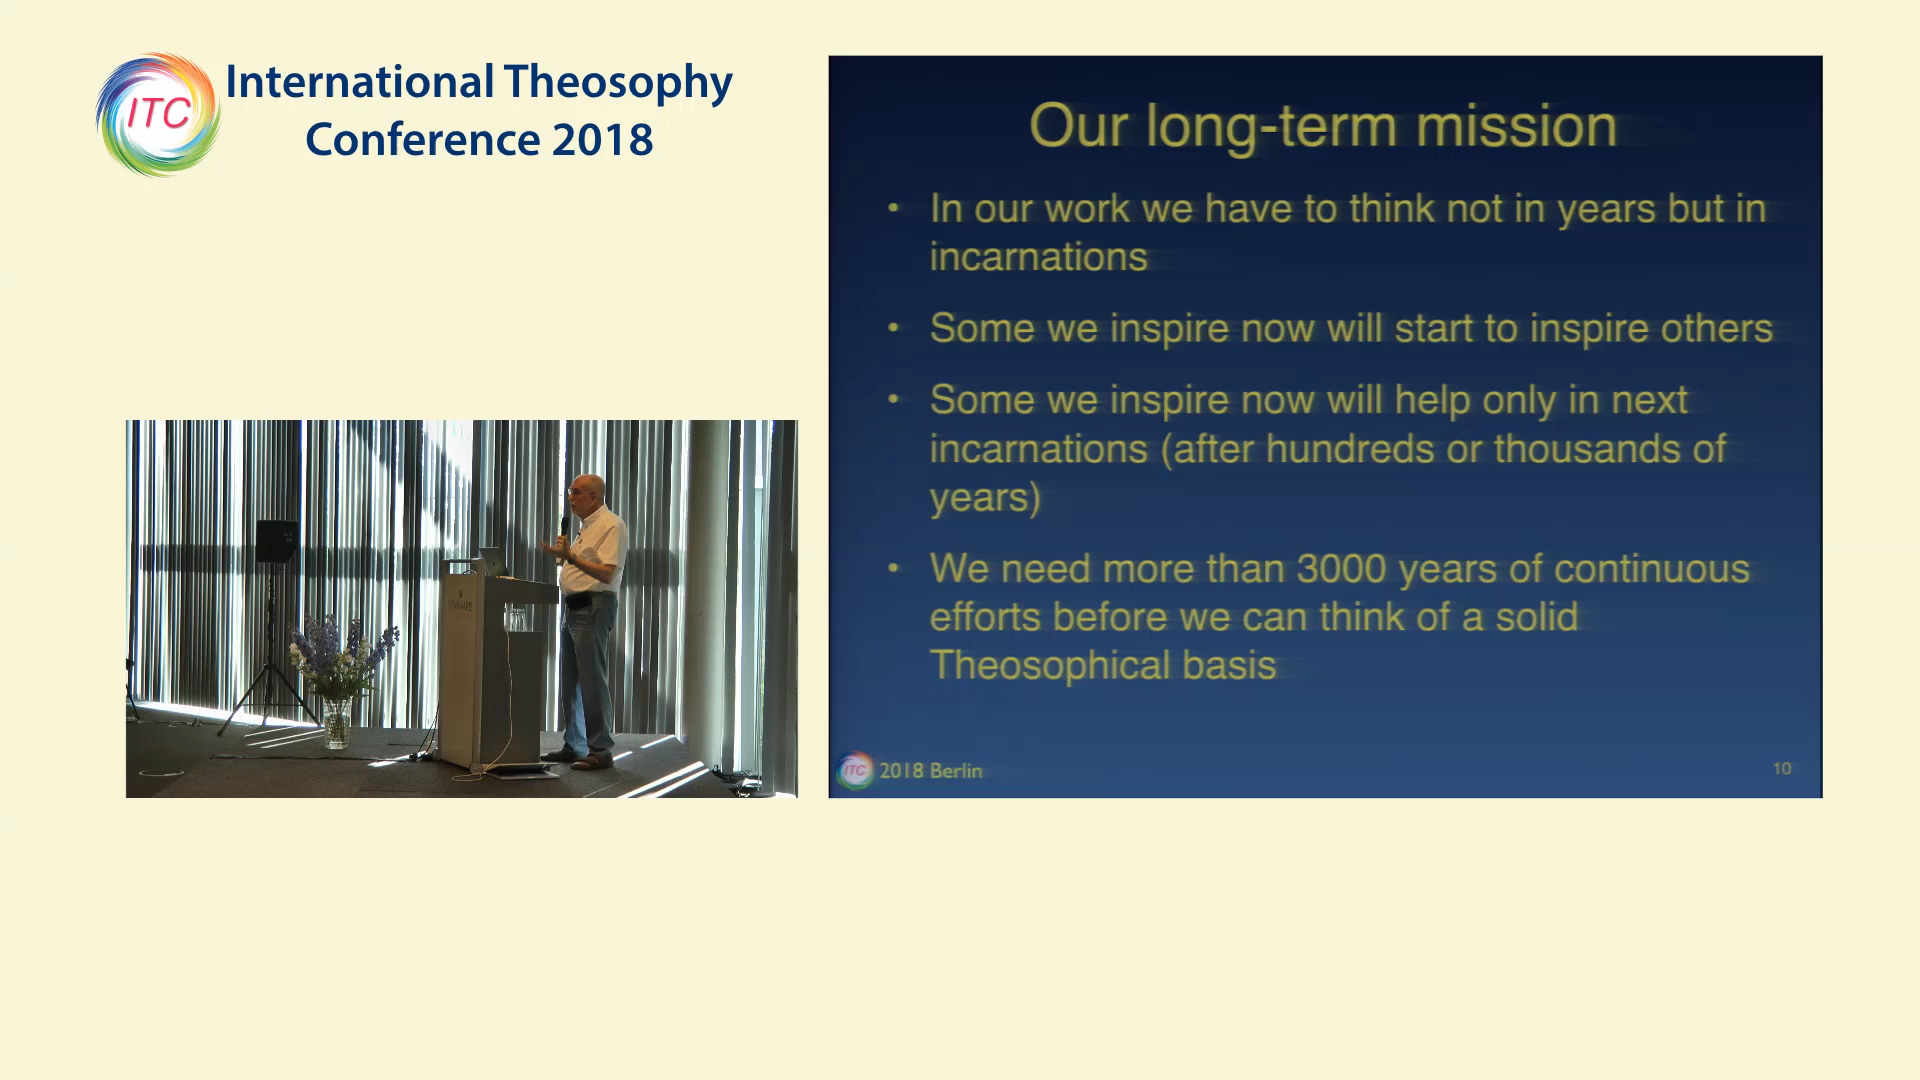 ITC
International Theosophy
Conference 2018
Our long-term mission
• In our work we have to think not in years but in
incarnations
• Some we inspire now will start to inspire others
• Some we inspire now will help only in next
incarnations (after hundreds or thousands of
years)
• We need more than 3000 years of continuous
efforts before we can think of a solid
Theosophical basis
ITC 2018 Berlin
10